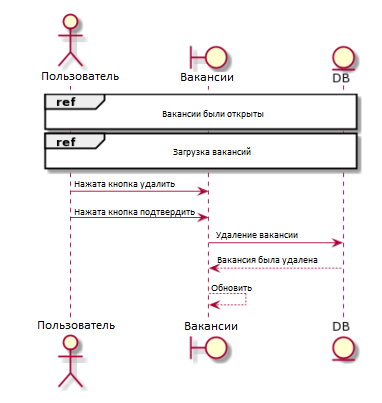 Пользователь
Вакансии
DB
ref
Вакансии были открыты
ref
Загрузка вакансий
Нажата кнопка удалить
Нажата кнопка подтвердить
Удаление вакансии
Вакансия была удалена
Обновить
Пользователь
Вакансии
DB